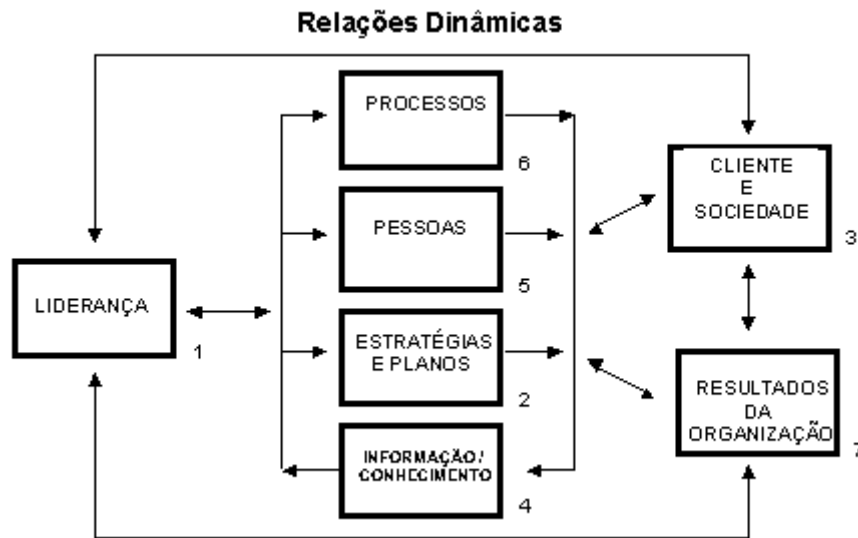 Relações Dinâmicas
PROCESSOS
6
CLIENTE
E
SOCIEDADE
3
PESSOAS
5
LIDERANÇA
1
ESTRATÉGIAS
E PLANOS
2
RESULTADOS
DA
ORGANIZAÇÃO
7
INFORMAÇÃO/
CONHECIMENTO
4